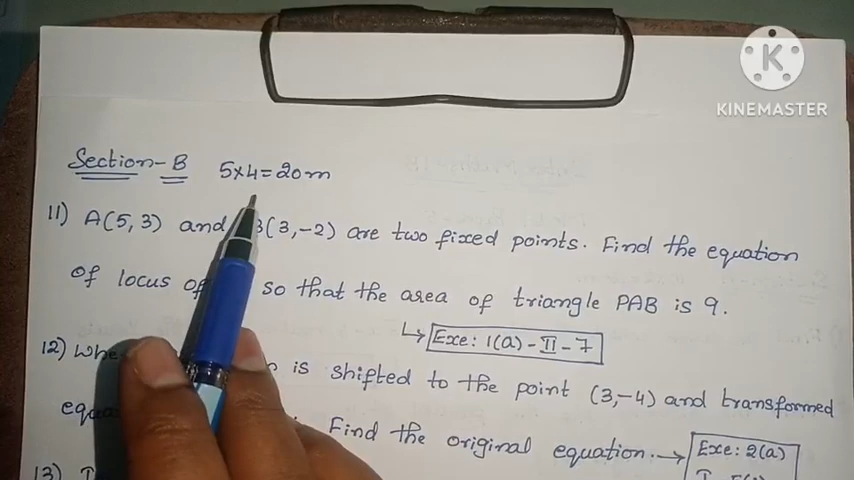 KINEMASTER
Section-B 5×4=20m
11) A(5,3) and B(3,-2) are two fixed points. Find the equation
of locus of so that the area of triangle PAB is 9.
↳ Exe: 1(a)-II-7
12) is shifted to the point (3,-4) and transformed
Find the original equation. → Exe: 2(a)
13)